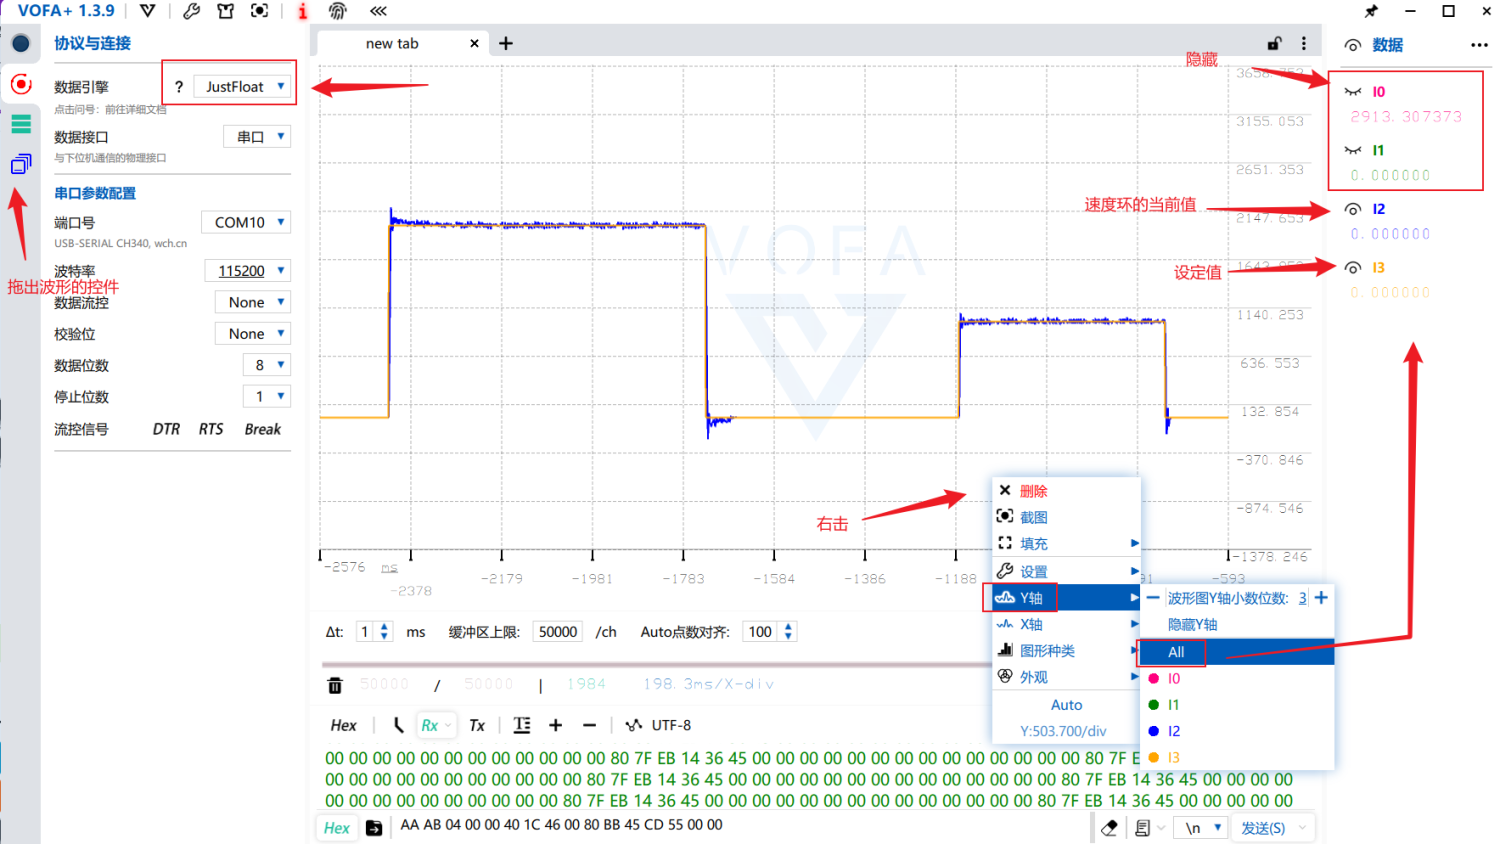 VOFA+ 1.3.9
协议与连接
数据引擎 ? JustFloat
点击问号：前往详细文档
数据接口 串口
与下位机通信的物理接口
串口参数配置
端口号 COM10
USB-SERIAL CH340, wch.cn
波特率 115200
拖出波形的控件
数据流控 None
校验位 None
数据位数 8
停止位数 1
流控信号 DTR RTS Break
new tab
隐藏
3155.053
2651.353
2147.653
1140.253
636.553
132.854
-370.846
-874.546
-1378.246
VOFA
速度环的当前值
设定值
右击
-2576 ms
-2378
-2179
-1981
-1783
-1584
-1386
-1188
-593
数据
I0
2913.307373
I1
0.000000
I2
0.000000
I3
0.000000
删除
截图
填充
设置
Y轴
X轴
图形种类
外观
Auto
Y:503.700/div
波形图Y轴小数位数: 3
隐藏Y轴
All
I0
I1
I2
I3
Δt: 1 ms 缓冲区上限: 50000 /ch Auto点数对齐: 100
50000 / 50000 | 1984 198.3ms/X-div
Hex Rx Tx UTF-8
00 00 00 00 00 00 00 00 00 00 00 00 80 7F EB 14 36 45 00 00 00 00 00 00 00 00 00 00 00 00 00 00 80 7F E
00 00 00 00 00 00 00 00 00 00 00 80 7F EB 14 36 45 00 00 00 00 00 00 00 00 00 00 00 00 00 00 80 7F E 14 36 45 00 00 00 00
00 00 00 00 00 00 00 00 00 00 80 7F EB 14 36 45 00 00 00 00 00 00 00 00 00 00 00 00 00 00 80 7F EB 14 36 45 00 00 00 00 00
Hex AA AB 04 00 00 40 1C 46 00 80 BB 45 CD 55 00 00
\n 发送(S)